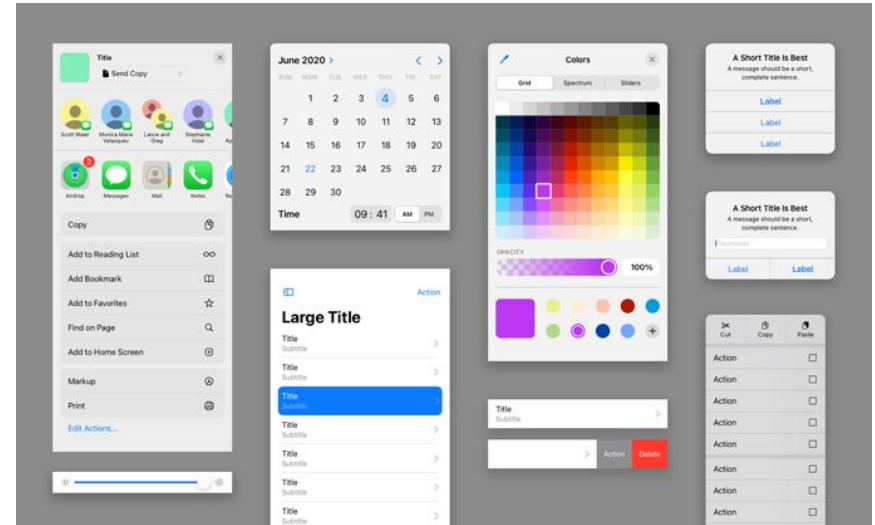 Title
Send Copy
Scott Maier
Monica Marie
Velasquez
Lance and
Greg
Stephanie
Vidal
2
Airdrop
Messages
Mail
Notes
Copy
Add to Reading List
Add Bookmark
Add to Favorites
Find on Page
Add to Home Screen
Markup
Print
Edit Actions...
June 2020
SUN MON TUE WED THU FRI SAT
1 2 3 4 5 6
7 8 9 10 11 12 13
14 15 16 17 18 19 20
21 22 23 24 25 26 27
28 29 30
Time 09: 41 AM PM
Action
Large Title
Title
Subtitle
Title
Subtitle
Title
Subtitle
Title
Subtitle
Title
Subtitle
Title
Subtitle
Title
Subtitle
Colors
Grid Spectrum Sliders
OPACITY
100%
Title
Subtitle
Action Delete
A Short Title Is Best
A message should be a short,
complete sentence.
Label
Label
Label
A Short Title Is Best
A message should be a short,
complete sentence.
Placeholder
Label Label
Cut Copy Paste
Action
Action
Action
Action
Action
Action
Action
Action